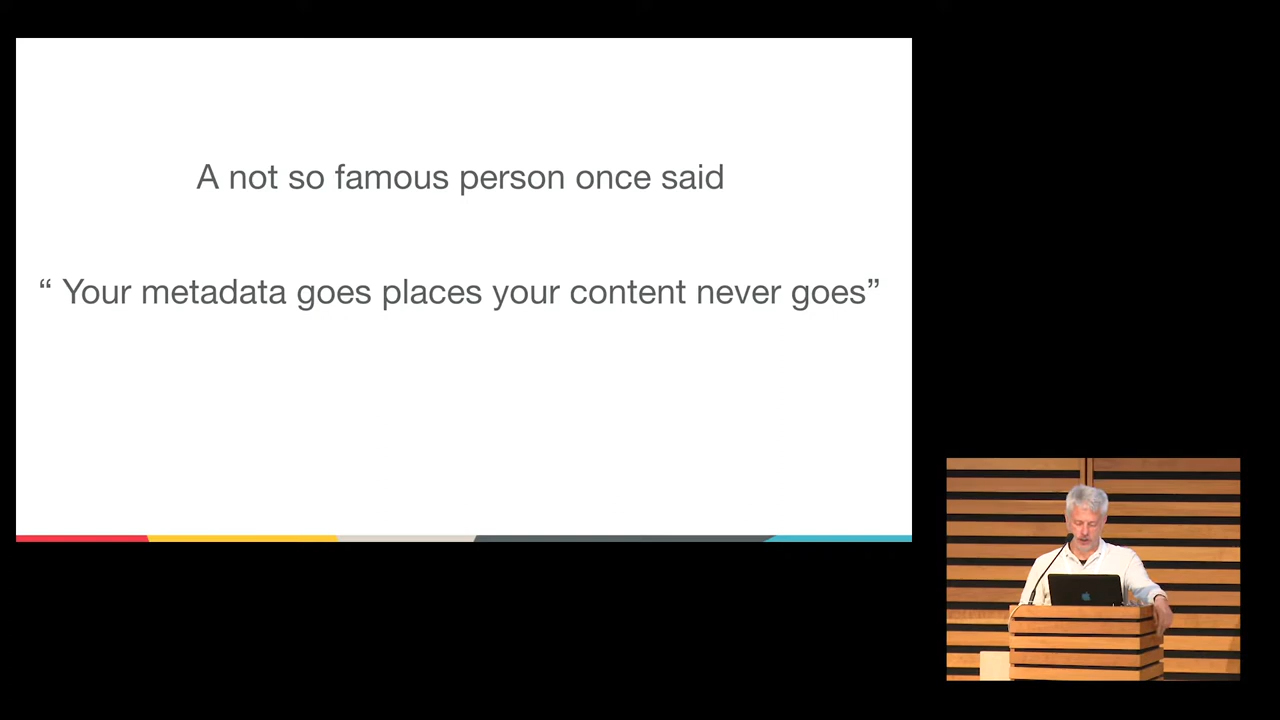 A not so famous person once said
“ Your metadata goes places your content never goes”